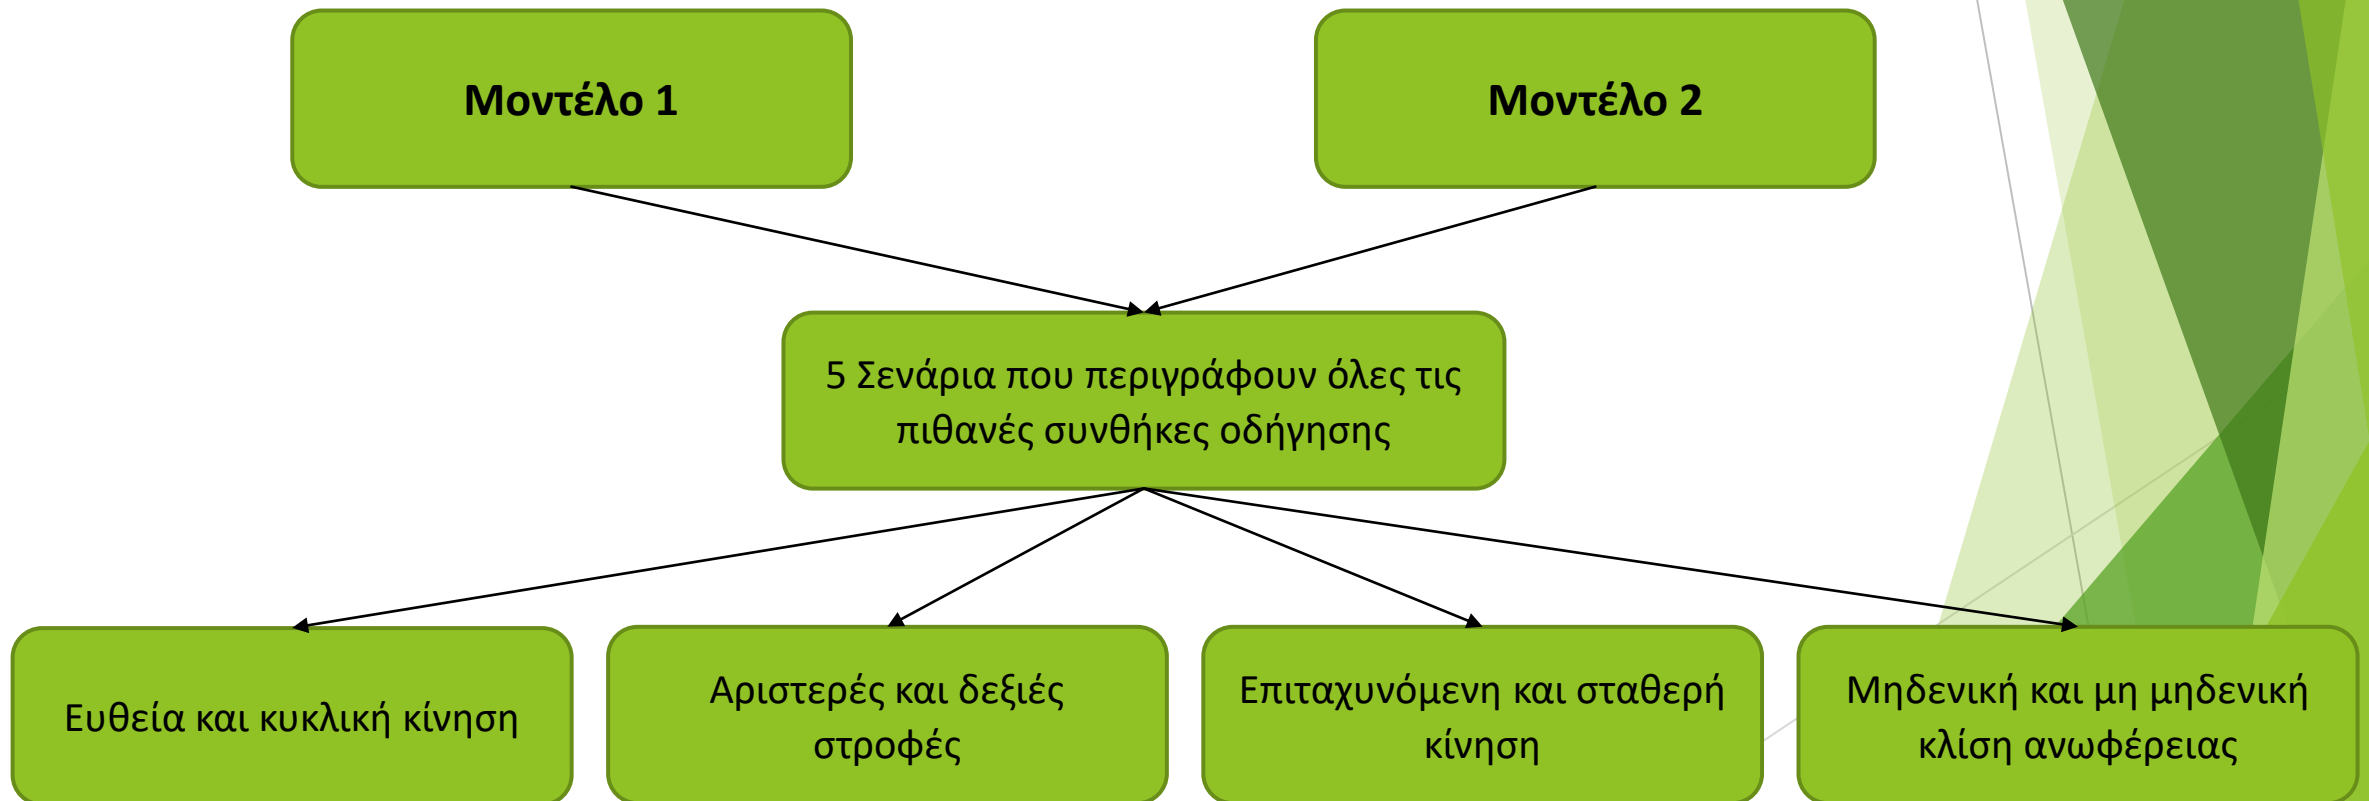 Μοντέλο 1
Μοντέλο 2
5 Σενάρια που περιγράφουν όλες τις
πιθανές συνθήκες οδήγησης
Ευθεία και κυκλική κίνηση
Αριστερές και δεξιές
στροφές
Επιταχυνόμενη και σταθερή
κίνηση
Μηδενική και μη μηδενική
κλίση ανωφέρειας